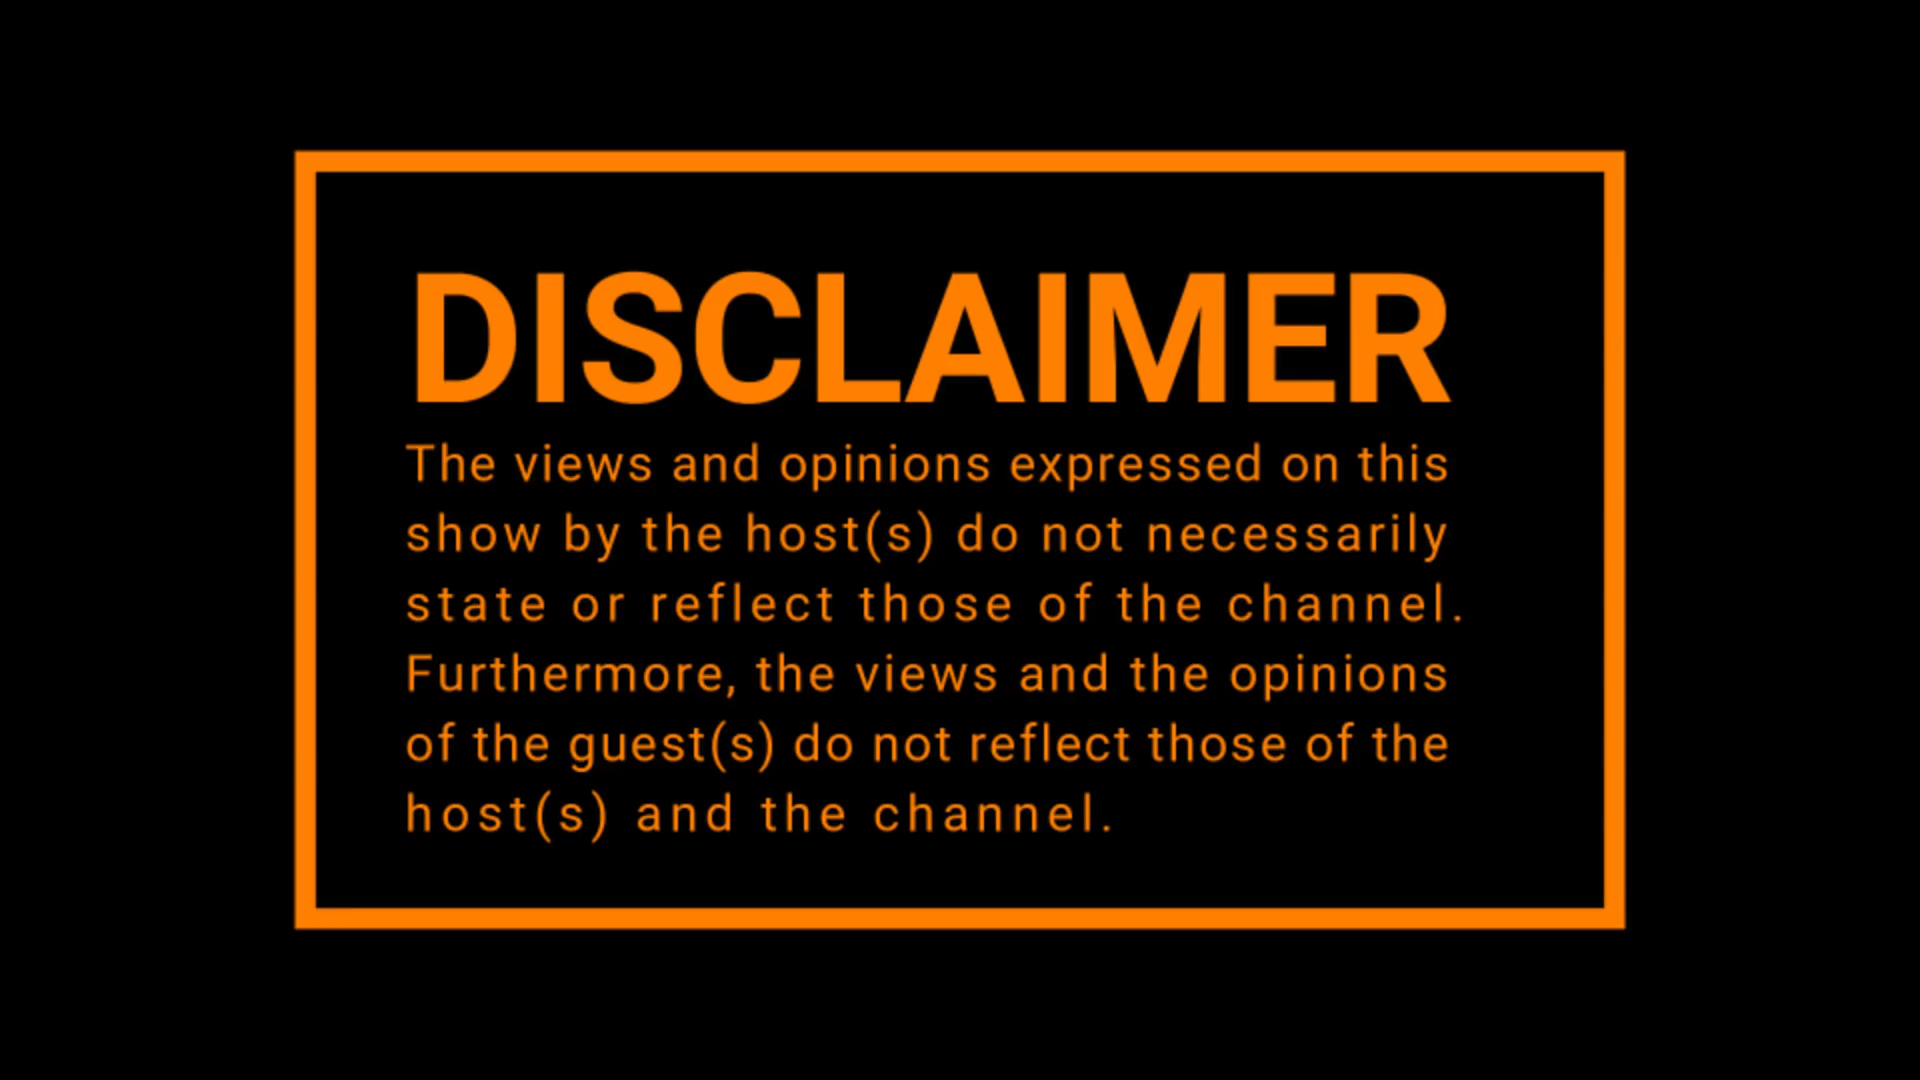 DISCLAIMER
The views and opinions expressed on this
show by the host(s) do not necessarily
state or reflect those of the channel.
Furthermore, the views and the opinions
of the guest(s) do not reflect those of the
host(s) and the channel.